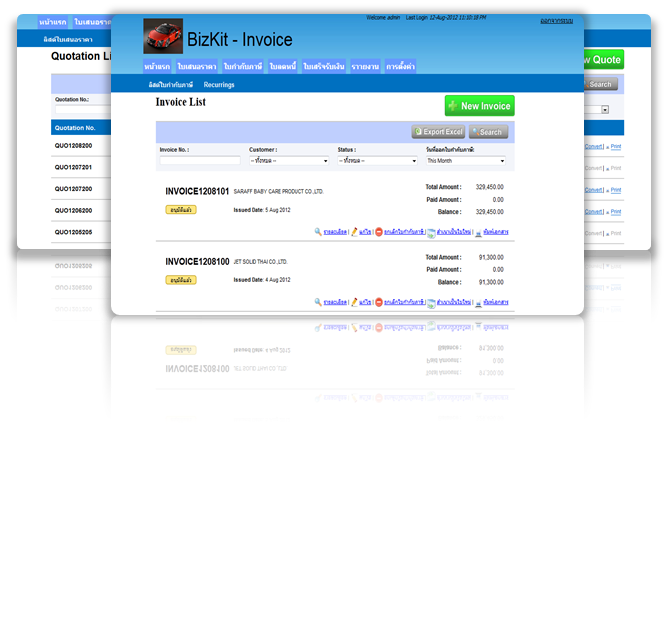 Welcome admin Last Login 12-Aug-2012 11:10:18 PM
ออกจากระบบ
BizKit - Invoice
หน้าแรก ใบเสนอราคา ใบกำกับภาษี ใบลดหนี้ ใบเสร็จรับเงิน รายงาน การตั้งค่า
ลิสต์ใบกำกับภาษี Recurrings
Invoice List
New Invoice
Export Excel Search
Invoice No. : Customer : Status : วันที่ออกใบกำกับภาษี:
-- ทั้งหมด -- -- ทั้งหมด -- This Month
INVOICE1208101 SARAFF BABY CARE PRODUCT CO.,LTD. Total Amount : 329,450.00
Paid Amount : 0.00
อนุมัติแล้ว Issued Date: 5 Aug 2012 Balance : 329,450.00
รายละเอียด | แก้ไข | ยกเลิกใบกำกับภาษี | สำเนาเป็นใบใหม่ | พิมพ์เอกสาร
INVOICE1208100 JET SOLID THAI CO.,LTD. Total Amount : 91,300.00
Paid Amount : 0.00
อนุมัติแล้ว Issued Date: 4 Aug 2012 Balance : 91,300.00
รายละเอียด | แก้ไข | ยกเลิกใบกำกับภาษี | สำเนาเป็นใบใหม่ | พิมพ์เอกสาร
หน้าแรก ใบเสนอรา
ลิสต์ใบเสนอราคา
Quotation Li
w Quote
Search
Quotation No.:
Quotation No.
QUO1208200 Convert | Print
QUO1207201 Convert | Print
QUO1207200 Convert | Print
QUO1206200 Convert | Print
QUO1205205 Convert | Print